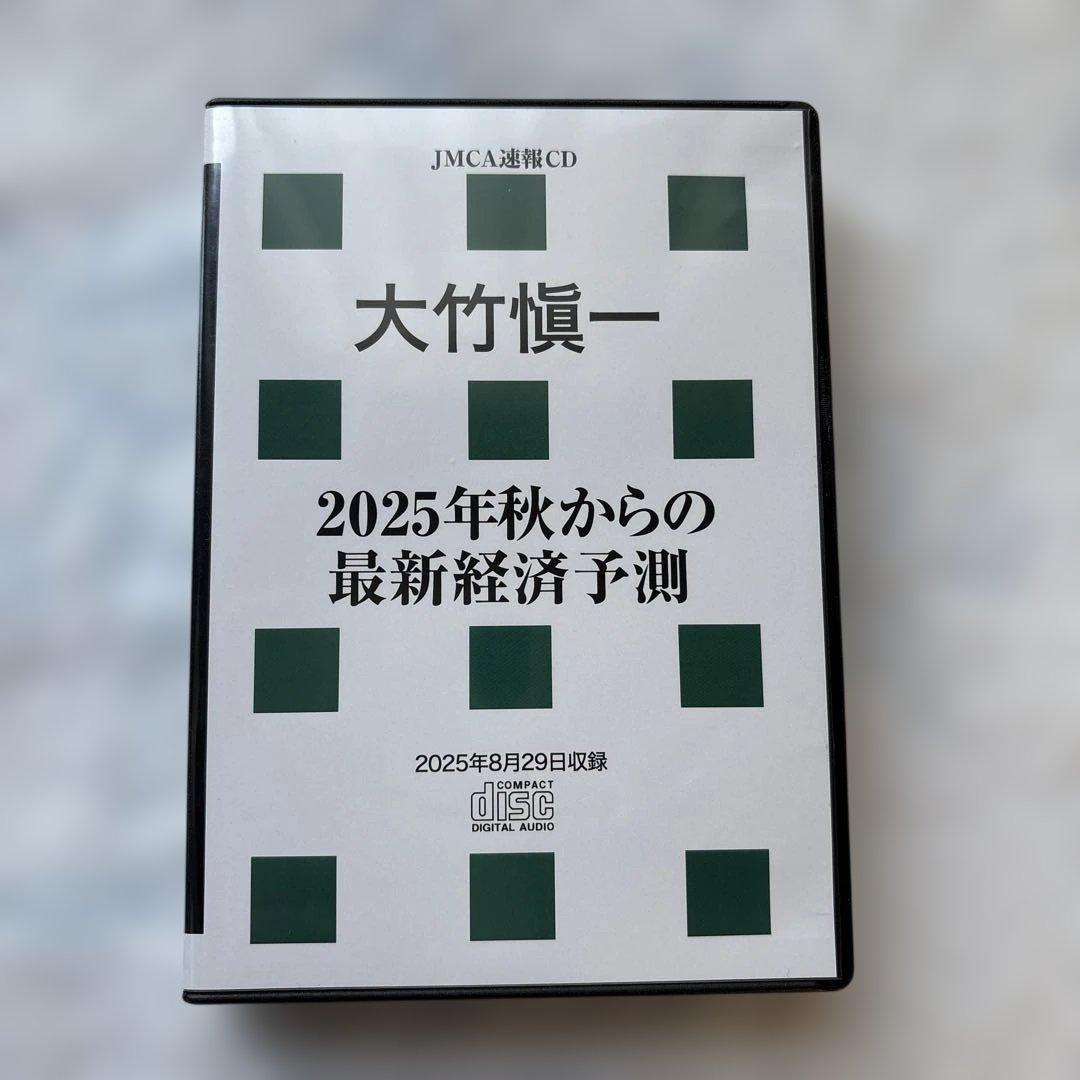 JMCA速報CD
大竹愼一
2025年秋からの
最新経済予測
2025年8月29日収録
COMPACT
disc
DIGITAL AUDIO